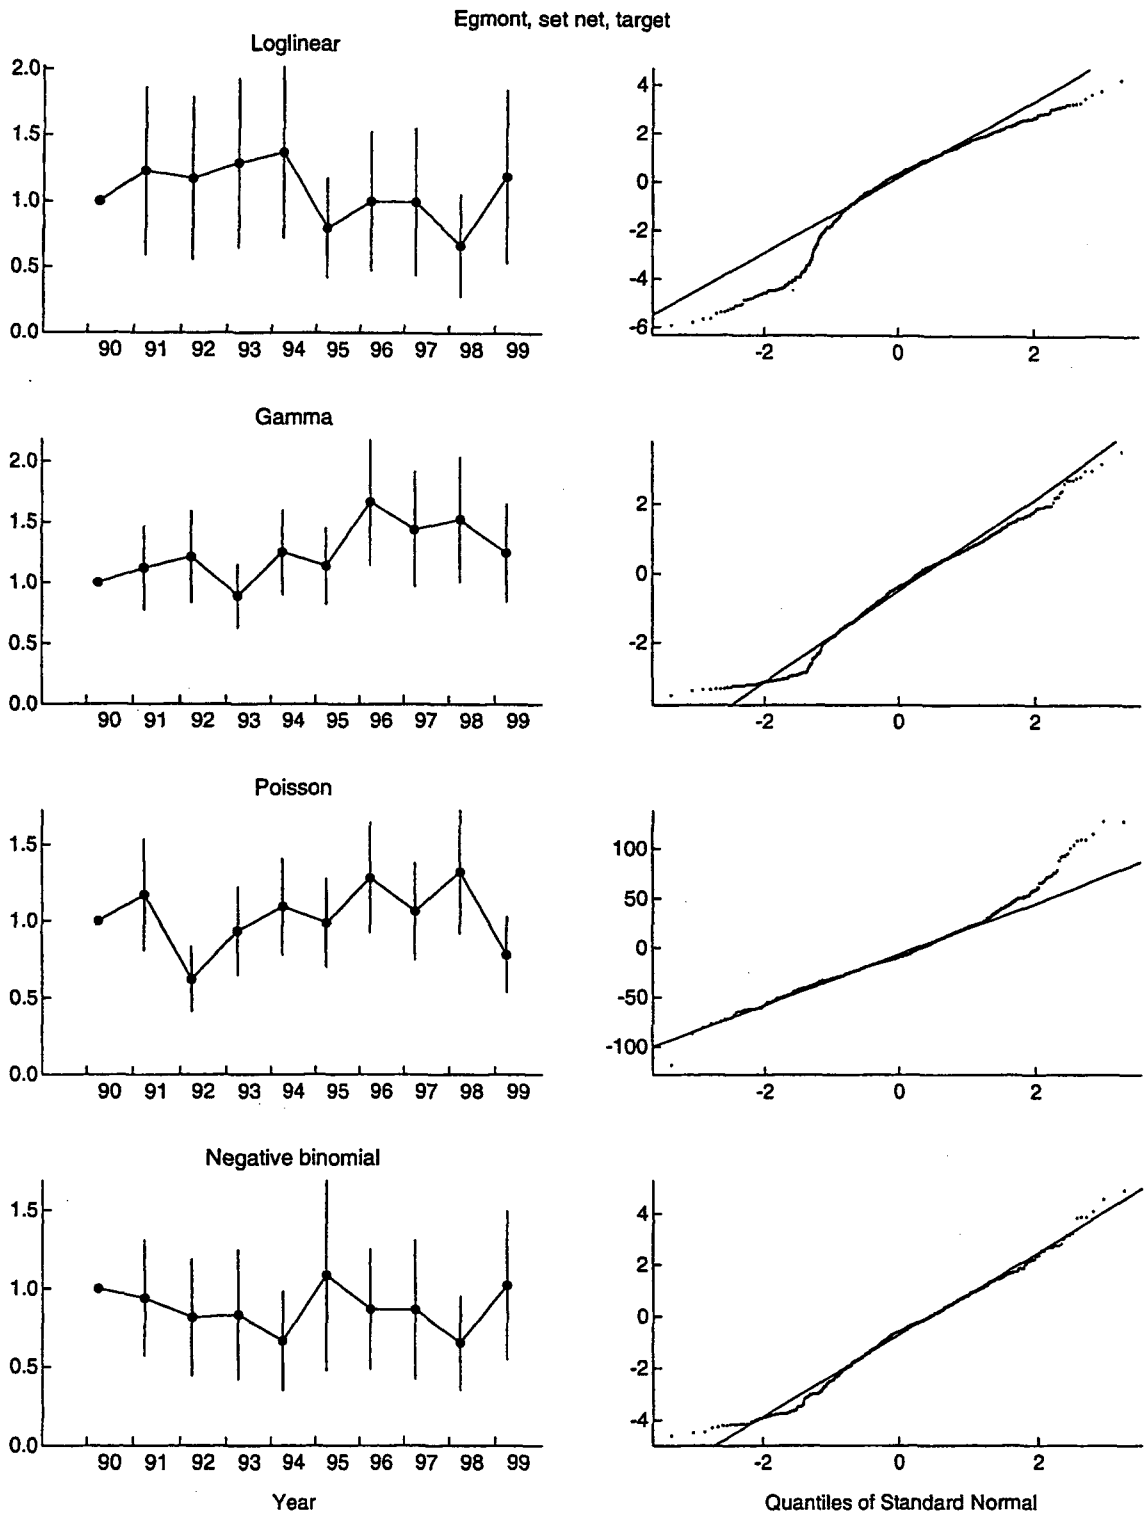 Egmont, set net, target
Loglinear
2.0
1.5
1.0
0.5
0.0
90 91 92 93 94 95 96 97 98 99
4
2
0
-2
-4
-6
-2 0 2
Gamma
2.0
1.5
1.0
0.5
0.0
90 91 92 93 94 95 96 97 98 99
2
0
-2
-2 0 2
Poisson
1.5
1.0
0.5
0.0
90 91 92 93 94 95 96 97 98 99
100
50
0
-50
-100
-2 0 2
Negative binomial
1.5
1.0
0.5
0.0
90 91 92 93 94 95 96 97 98 99
Year
4
2
0
-2
-4
-2 0 2
Quantiles of Standard Normal